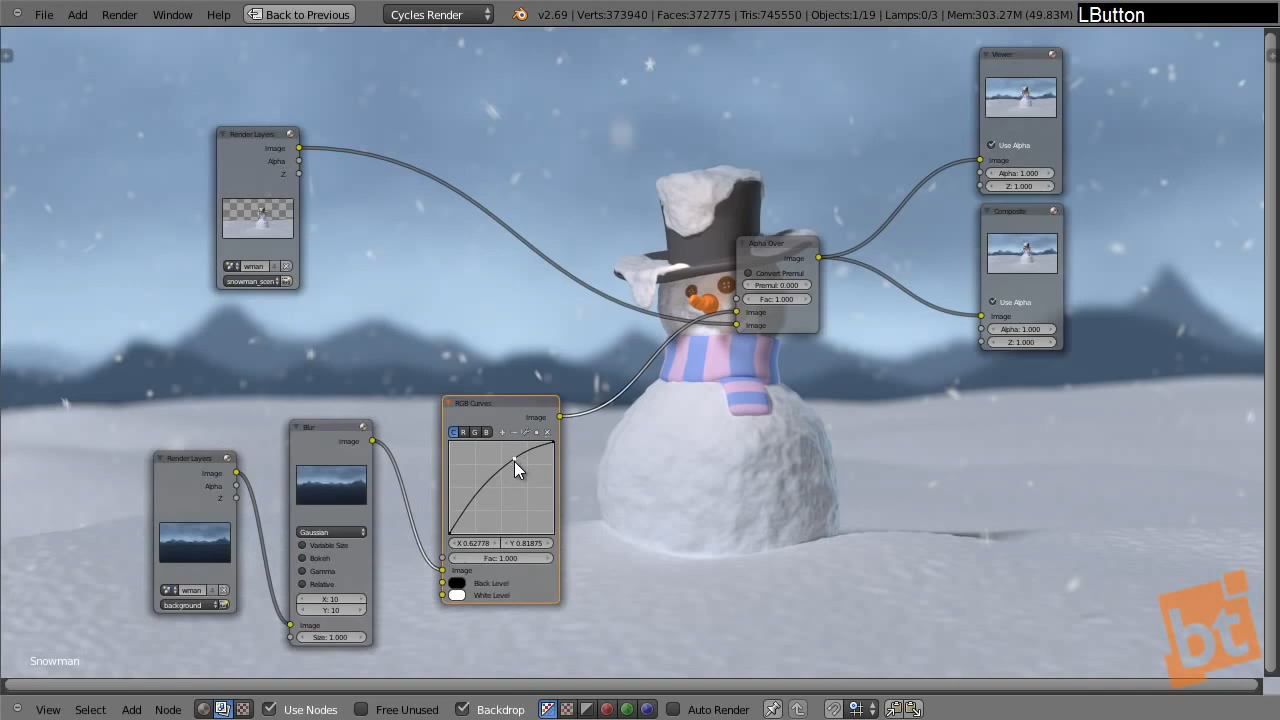 File Add Render Window Help Back to Previous Cycles Render v2.69 | Verts:373940 | Faces:372775 | Tris:745550 | Objects:1/19 | Lamps:0/3 | Mem:303.27M (49.83M) LButton
Viewer
Use Alpha
Image
Alpha: 1.000
Z: 1.000
Render Layers
Image
Alpha
Z
wman 4
snowman_scen
Composite
Use Alpha
Image
Alpha: 1.000
Z: 1.000
Alpha Over
Image
Convert Premul
Premul: 0.000
Fac: 1.000
Image
Image
RGB Curves
Image
C R G B
X 0.62778 Y 0.81875
Fac: 1.000
Image
Black Level
White Level
Blur
Image
Gaussian
Variable Size
Bokeh
Gamma
Relative
X: 10
Y: 10
Image
Size: 1.000
Render Layers
Image
Alpha
Z
wman 4
background
bt
Snowman
View Select Add Node Use Nodes Free Unused Backdrop Auto Render